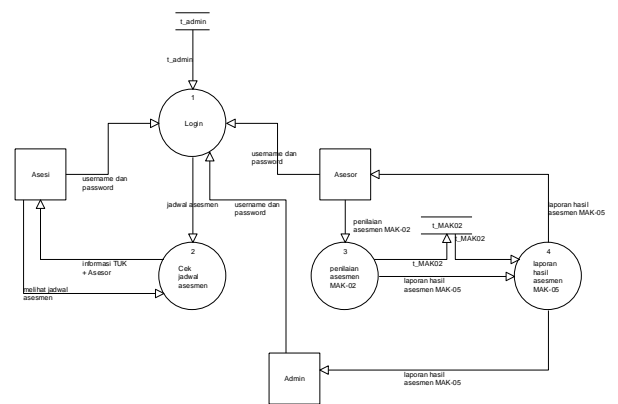 t_admin
t_admin
1
Login
Asesi
username dan
password
username dan
password
Asesor
jadwal asesmen
username dan
password
penilaian
asesmen MAK-02
t_MAK02
t_MAK02
laporan hasil
asesmen MAK-05
2
Cek
jadwal
asesmen
informasi TUK
+ Asesor
melihat jadwal
asesmen
3
penilaian
asesmen
MAK-02
t_MAK02
laporan hasil
asesmen MAK-05
4
laporan
hasil
asesmen
MAK-05
Admin
laporan hasil
asesmen MAK-05